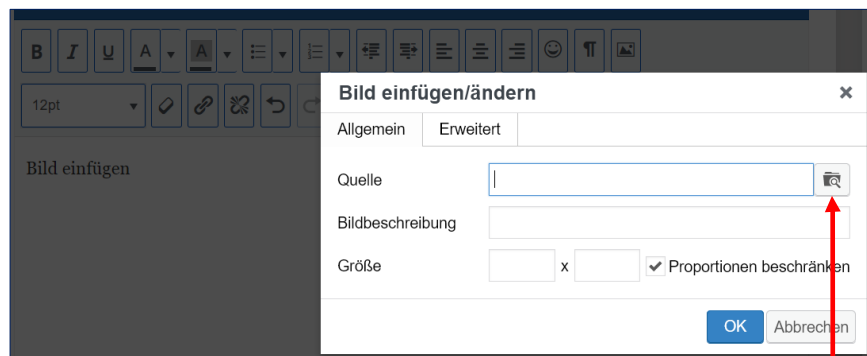 B I U A A ¶
12pt
Bild einfügen/ändern ×
Allgemein Erweitert
Bild einfügen
Quelle
Bildbeschreibung
Größe x Proportionen beschränken
OK Abbrechen